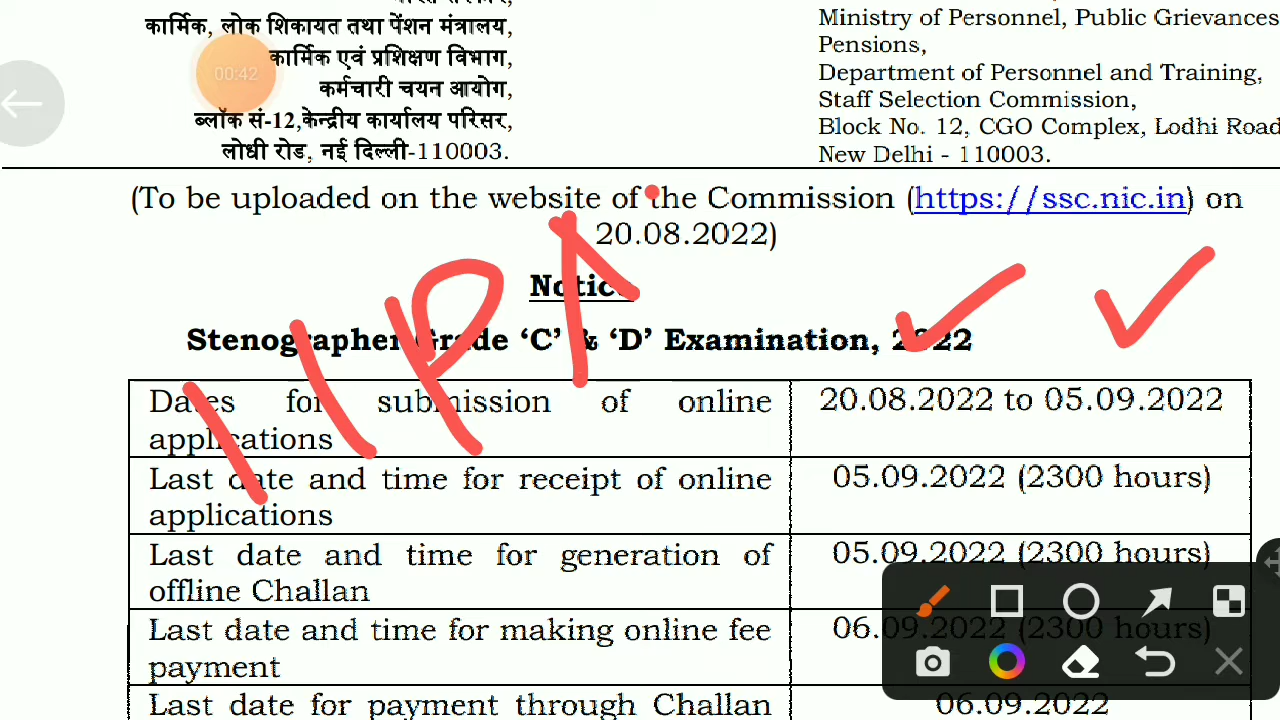 कार्मिक, लोक शिकायत तथा पेंशन मंत्रालय,
कार्मिक एवं प्रशिक्षण विभाग,
कर्मचारी चयन आयोग,
ब्लॉक सं-12,केन्द्रीय कार्यालय परिसर,
लोधी रोड, नई दिल्ली-110003.
00:42
Ministry of Personnel, Public Grievances
Pensions,
Department of Personnel and Training,
Staff Selection Commission,
Block No. 12, CGO Complex, Lodhi Road
New Delhi - 110003.
(To be uploaded on the website of the Commission (https://ssc.nic.in) on
20.08.2022)
Notice
Stenographer Grade ‘C’ & ‘D’ Examination, 2022
Dates for submission of online
applications
20.08.2022 to 05.09.2022
Last date and time for receipt of online
applications
05.09.2022 (2300 hours)
Last date and time for generation of
offline Challan
05.09.2022 (2300 hours)
Last date and time for making online fee
payment
06.09.2022 (2300 hours)
Last date for payment through Challan
06.09.2022